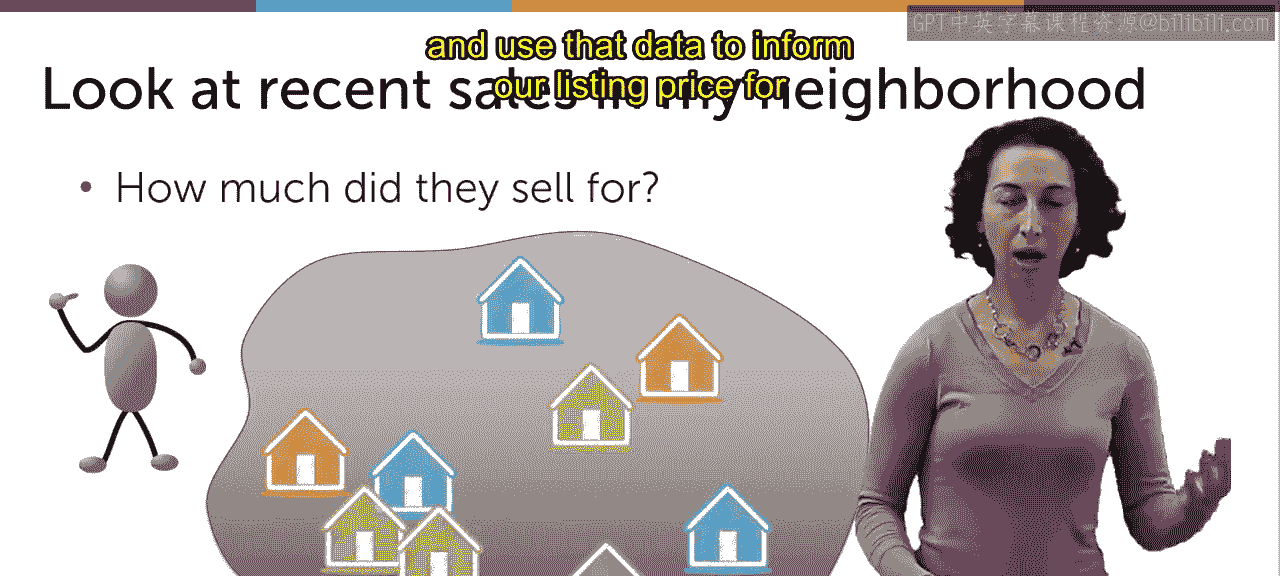 GPT中英字幕课程资源@bilibili.com
and use that data to inform
our listing price for
Look at recent sales in my neighborhood
• How much did they sell for?